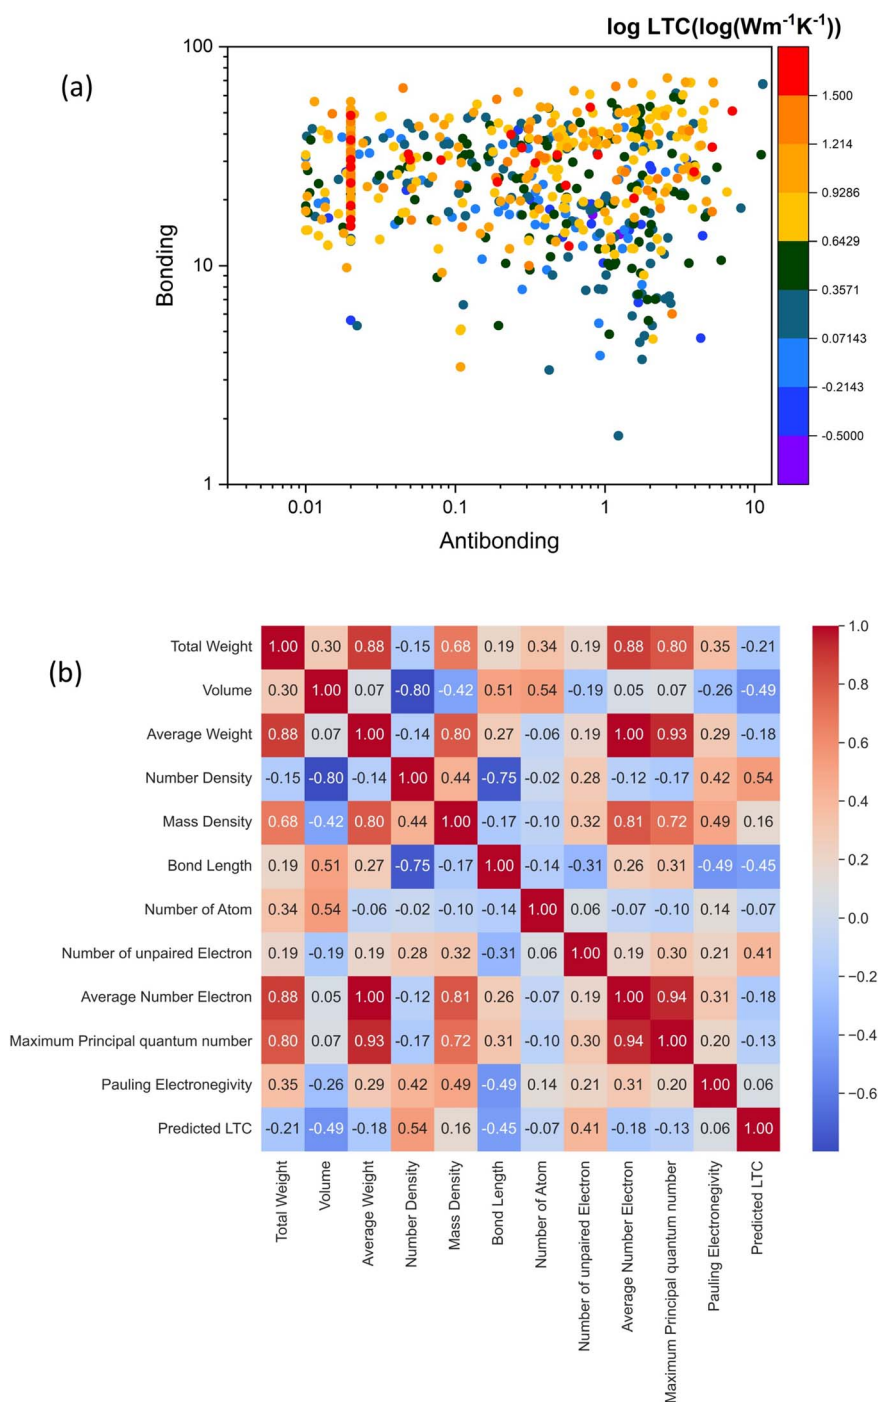 log LTC(log(Wm⁻¹K⁻¹))
(a)
100
10
1
Bonding
0.01 0.1 1 10
Antibonding
1.500
1.214
0.9286
0.6429
0.3571
0.07143
-0.2143
-0.5000
(b)
Total Weight 1.00 0.30 0.88 -0.15 0.68 0.19 0.34 0.19 0.88 0.80 0.35 -0.21
Volume 0.30 1.00 0.07 -0.80 -0.42 0.51 0.54 -0.19 0.05 0.07 -0.26 -0.49
Average Weight 0.88 0.07 1.00 -0.14 0.80 0.27 -0.06 0.19 1.00 0.93 0.29 -0.18
Number Density -0.15 -0.80 -0.14 1.00 0.44 -0.75 -0.02 0.28 -0.12 -0.17 0.42 0.54
Mass Density 0.68 -0.42 0.80 0.44 1.00 -0.17 -0.10 0.32 0.81 0.72 0.49 0.16
Bond Length 0.19 0.51 0.27 -0.75 -0.17 1.00 -0.14 -0.31 0.26 0.31 -0.49 -0.45
Number of Atom 0.34 0.54 -0.06 -0.02 -0.10 -0.14 1.00 0.06 -0.07 -0.10 0.14 -0.07
Number of unpaired Electron 0.19 -0.19 0.19 0.28 0.32 -0.31 0.06 1.00 0.19 0.30 0.21 0.41
Average Number Electron 0.88 0.05 1.00 -0.12 0.81 0.26 -0.07 0.19 1.00 0.94 0.31 -0.18
Maximum Principal quantum number 0.80 0.07 0.93 -0.17 0.72 0.31 -0.10 0.30 0.94 1.00 0.20 -0.13
Pauling Electronegivity 0.35 -0.26 0.29 0.42 0.49 -0.49 0.14 0.21 0.31 0.20 1.00 0.06
Predicted LTC -0.21 -0.49 -0.18 0.54 0.16 -0.45 -0.07 0.41 -0.18 -0.13 0.06 1.00
Total Weight
Volume
Average Weight
Number Density
Mass Density
Bond Length
Number of Atom
Number of unpaired Electron
Average Number Electron
Maximum Principal quantum number
Pauling Electronegivity
Predicted LTC
1.0
0.8
0.6
0.4
0.2
0.0
−0.2
−0.4
−0.6